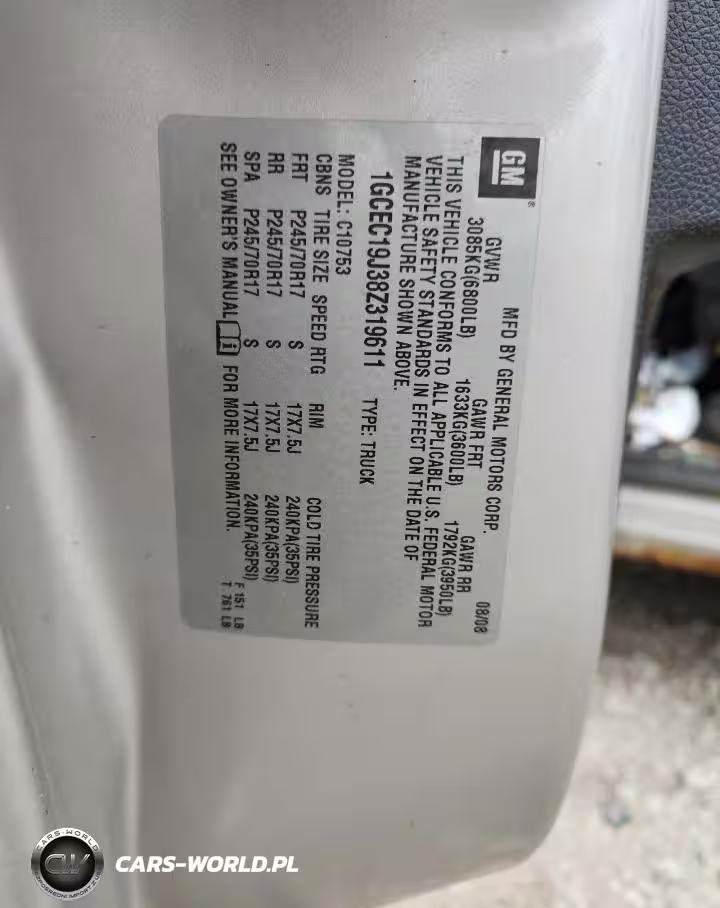 GM®
MFD BY GENERAL MOTORS CORP. 08/08
GVWR GAWR FRT GAWR RR
3085KG(6800LB) 1633KG(3600LB) 1792KG(3950LB)
THIS VEHICLE CONFORMS TO ALL APPLICABLE U.S. FEDERAL MOTOR
VEHICLE SAFETY STANDARDS IN EFFECT ON THE DATE OF
MANUFACTURE SHOWN ABOVE.
1GCEC19J38Z319611 TYPE: TRUCK
MODEL: C10753
CBNS TIRE SIZE SPEED RTG RIM COLD TIRE PRESSURE
FRT P245/70R17 S 17X7.5J 240KPA(35PSI)
RR P245/70R17 S 17X7.5J 240KPA(35PSI)
SPA P245/70R17 S 17X7.5J 240KPA(35PSI)
SEE OWNER'S MANUAL i FOR MORE INFORMATION.
F 151 LB
T 761 LB
CARS-WORLD
CW
CARS-WORLD.PL